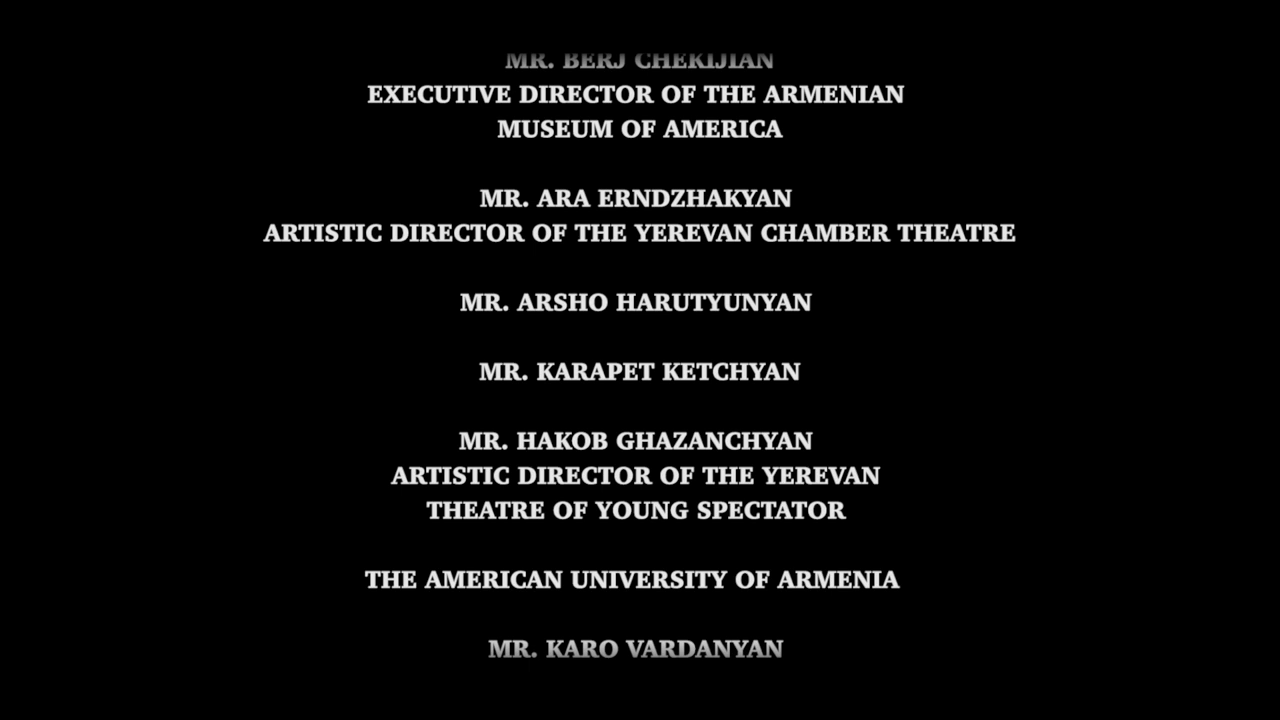 MR. BERJ CHEKIJIAN
EXECUTIVE DIRECTOR OF THE ARMENIAN
MUSEUM OF AMERICA
MR. ARA ERNDZHAKYAN
ARTISTIC DIRECTOR OF THE YEREVAN CHAMBER THEATRE
MR. ARSHO HARUTYUNYAN
MR. KARAPET KETCHYAN
MR. HAKOB GHAZANCHYAN
ARTISTIC DIRECTOR OF THE YEREVAN
THEATRE OF YOUNG SPECTATOR
THE AMERICAN UNIVERSITY OF ARMENIA
MR. KARO VARDANYAN